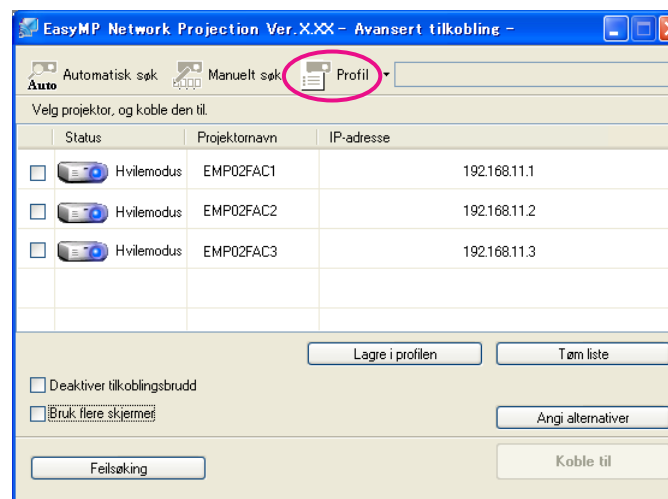 EasyMP Network Projection Ver.X.XX – Avansert tilkobling –
Auto Automatisk søk Manuelt søk Profil
Velg projektor, og koble den til.
Status Projektornavn IP-adresse
Hvilemodus EMP02FAC1 192.168.11.1
Hvilemodus EMP02FAC2 192.168.11.2
Hvilemodus EMP02FAC3 192.168.11.3
Lagre i profilen Tøm liste
Deaktiver tilkoblingsbrudd
Bruk flere skjermer
Angi alternativer
Feilsøking Koble til